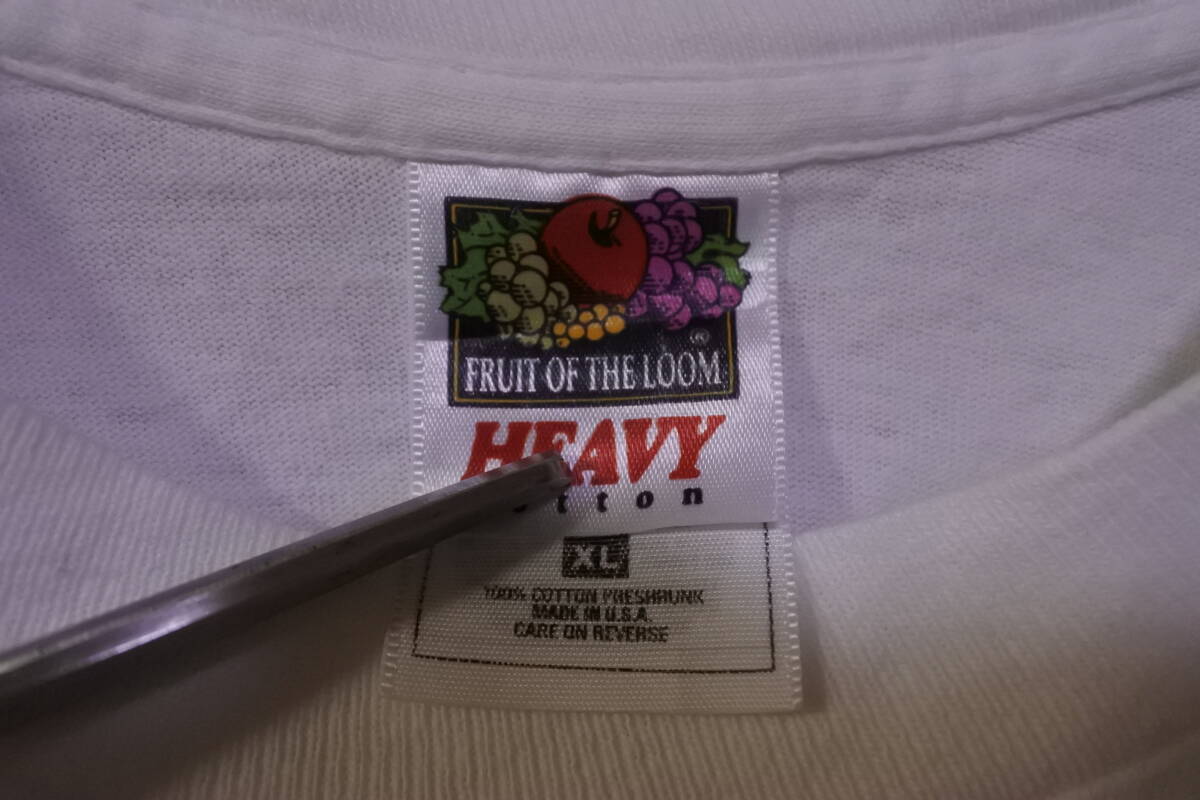 ®
FRUIT OF THE LOOM
HEAVY
otton
XL
100% COTTON PRESHRUNK
MADE IN U.S.A.
CARE ON REVERSE